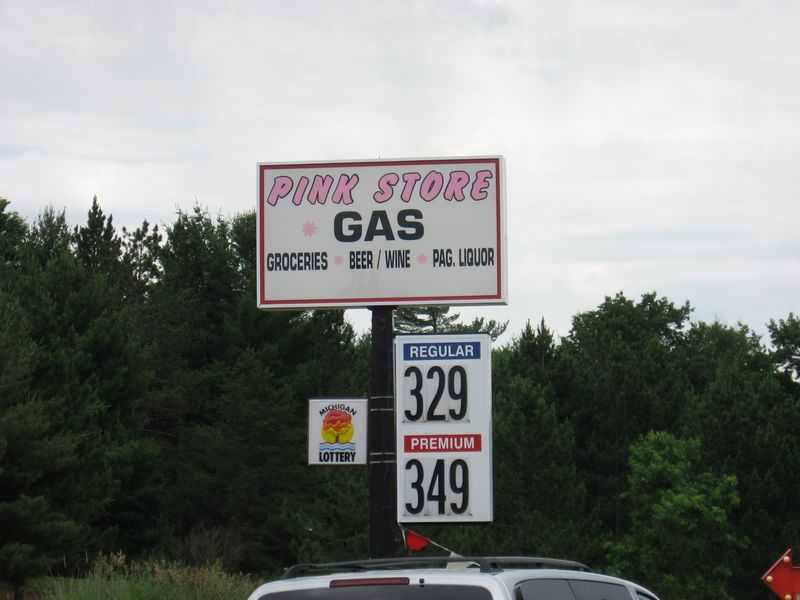 PINK STORE
* GAS
GROCERIES * BEER / WINE * PAG. LIQUOR
REGULAR
329
PREMIUM
349
MICHIGAN
LOTTERY